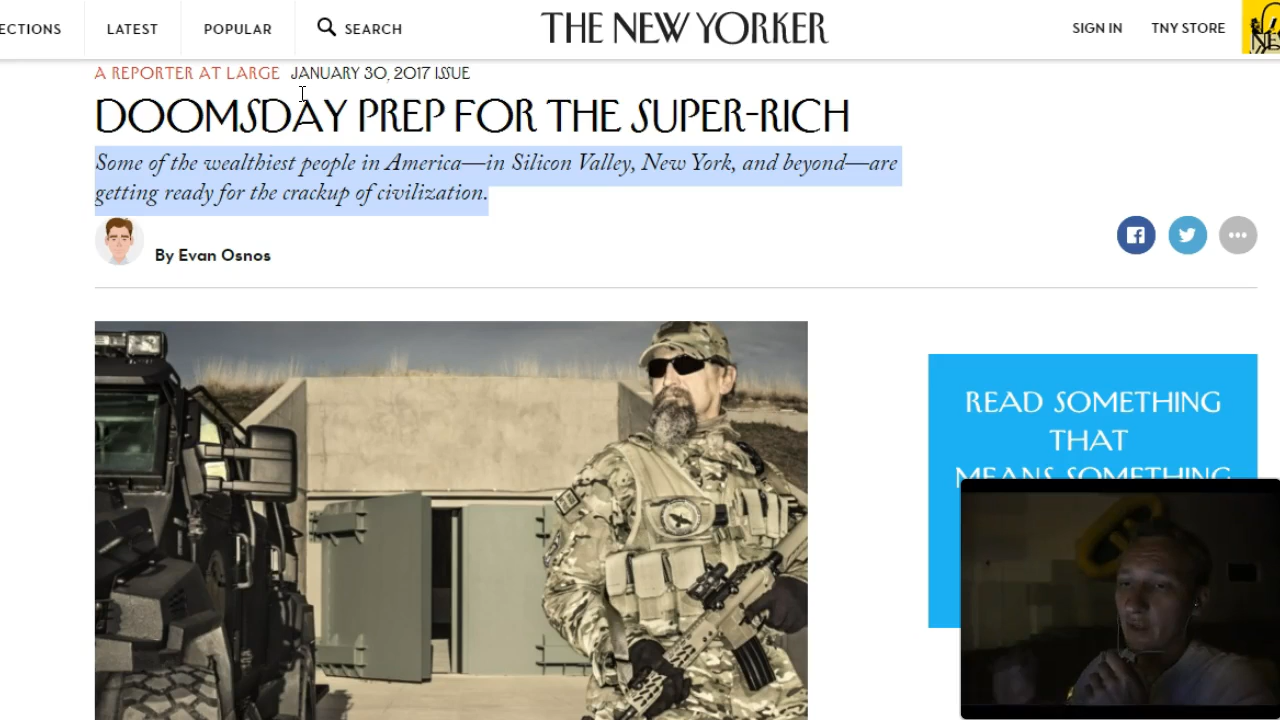 ECTIONS
LATEST
POPULAR
SEARCH
THE NEW YORKER
SIGN IN
TNY STORE
A REPORTER AT LARGE JANUARY 30, 2017 ISSUE
DOOMSDAY PREP FOR THE SUPER-RICH
Some of the wealthiest people in America—in Silicon Valley, New York, and beyond—are
getting ready for the crackup of civilization.
By Evan Osnos
READ SOMETHING
THAT
MEANS SOMETHING